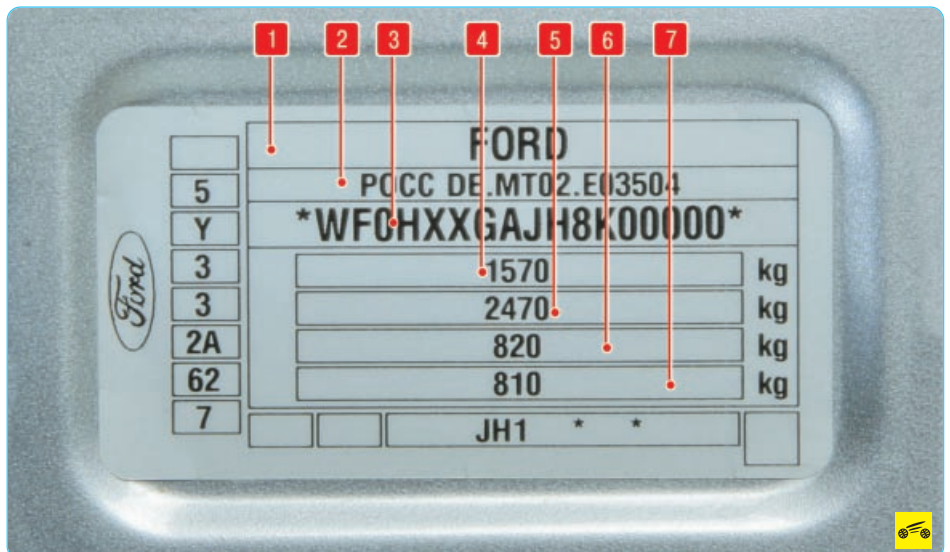 1 2 3 4 5 6 7
FORD
5 РОСС DE.MT02.E03504
Y *WF0HXXGAJH8K00000*
3 1570 kg
3 2470 kg
2A 820 kg
62 810 kg
7 JH1 * *
Ford